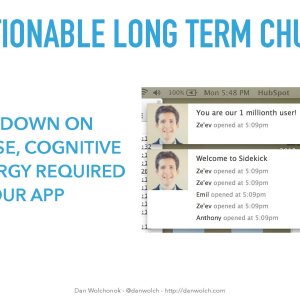 TIONABLE LONG TERM CHU
DOWN ON
SE, COGNITIVE
ERGY REQUIRED
OUR APP
100%
Mon 5:48 PM HubSpot
You are our 1 millionth user!
Ze'ev opened at 5:09pm
Welcome to Sidekick
Ze'ev opened at 5:09pm
Ze'ev opened at 5:09pm
Emil opened at 5:09pm
Ze'ev opened at 5:09pm
Anthony opened at 5:09pm
Dan Wolchonok - @danwolch - http://danwolch.com